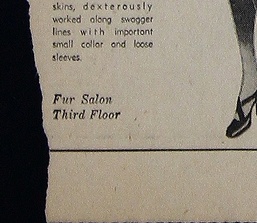 skins, dexterously
worked along swagger
lines with important
small collar and loose
sleeves.
Fur Salon
Third Floor